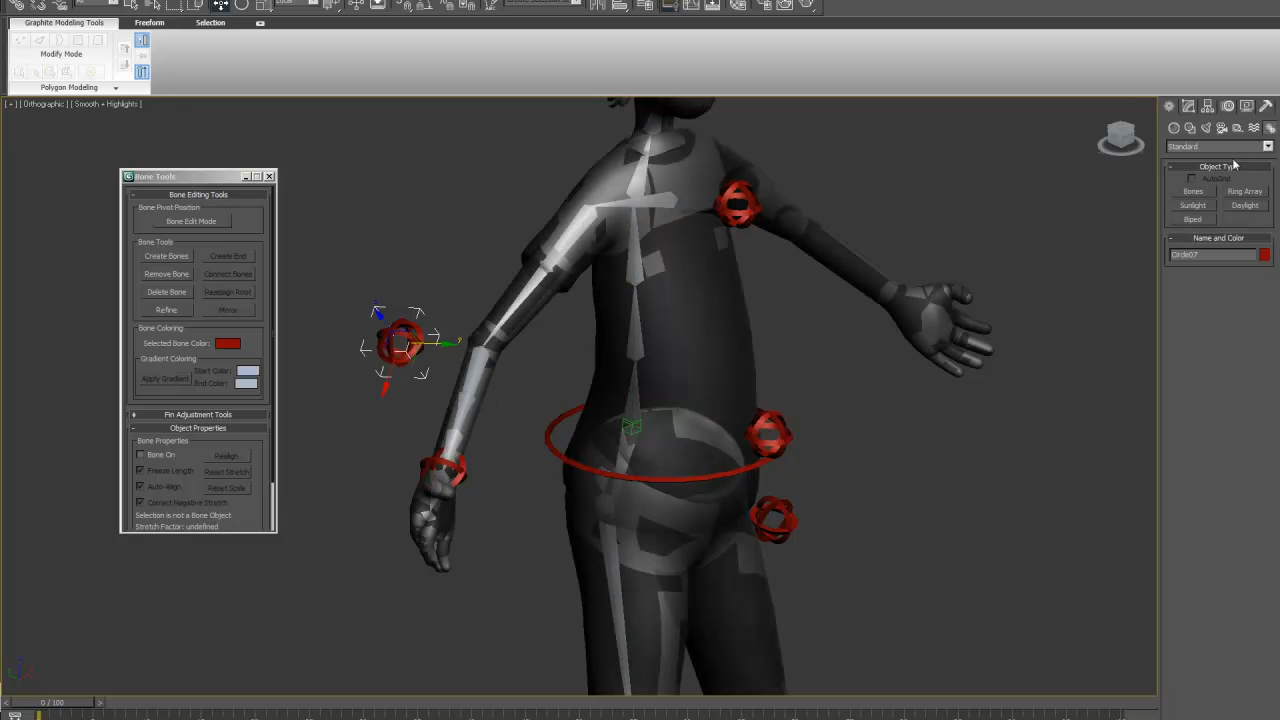 Graphite Modeling Tools Freeform Selection
Modify Mode
Polygon Modeling
[ + ] [ Orthographic ] [ Smooth + Highlights ]
Standard
Object Type
AutoGrid
Bones Ring Array
Sunlight Daylight
Biped
Name and Color
Circle07
Bone Tools
Bone Editing Tools
Bone Pivot Position
Bone Edit Mode
Bone Tools
Create Bones Create End
Remove Bone Connect Bones
Delete Bone Reassign Root
Refine Mirror
Bone Coloring
Selected Bone Color:
Gradient Coloring
Apply Gradient Start Color:
End Color:
Fin Adjustment Tools
Object Properties
Bone Properties
Bone On Realign
Freeze Length Reset Stretch
Auto-Align Reset Scale
Correct Negative Stretch
Selection is not a Bone Object
Stretch Factor: undefined
y
0 / 100